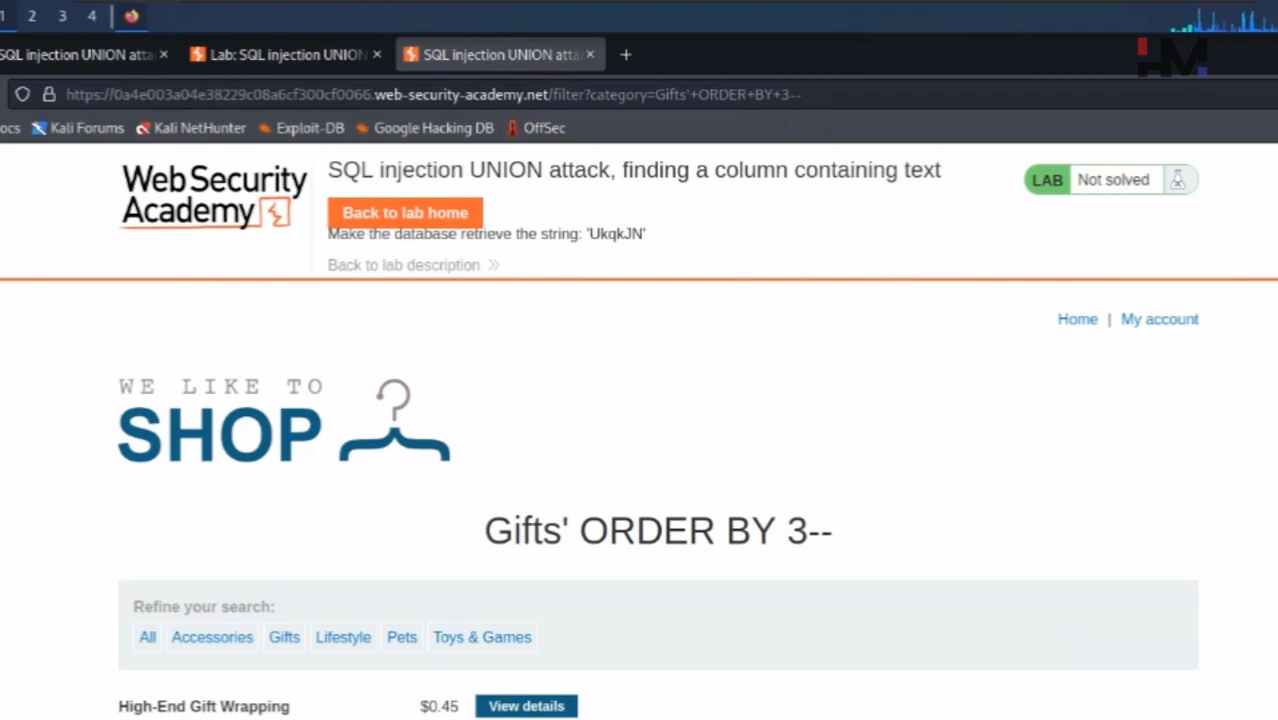 1 2 3 4
SQL injection UNION atta × Lab: SQL injection UNION × SQL injection UNION atta × +
https://0a4e003a04e38229c08a6cf300cf0066.web-security-academy.net/filter?category=Gifts'+ORDER+BY+3--
ocs Kali Forums Kali NetHunter Exploit-DB Google Hacking DB OffSec
HM
Web Security
Academy
SQL injection UNION attack, finding a column containing text
LAB Not solved
Back to lab home
Make the database retrieve the string: 'UkqkJN'
Back to lab description
Home | My account
WE LIKE TO
SHOP
Gifts' ORDER BY 3--
Refine your search:
All Accessories Gifts Lifestyle Pets Toys & Games
High-End Gift Wrapping $0.45 View details